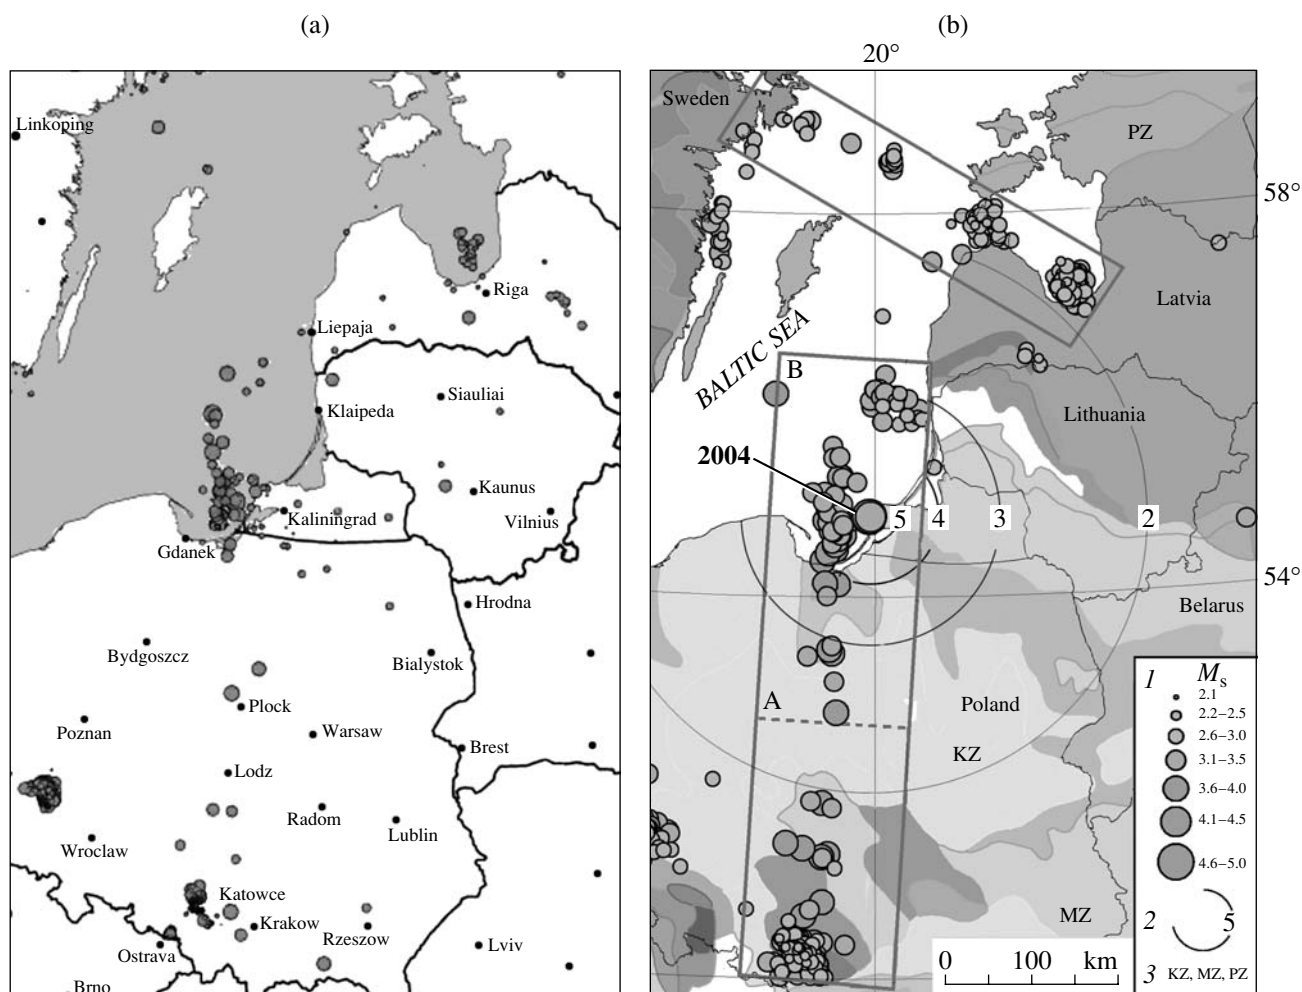 (a)
Linkoping
Riga
Liepaja
Siauliai
Klaipeda
Kaunus
Kaliningrad
Vilnius
Gdanek
Hrodna
Bydgoszcz
Bialystok
Plock
Poznan
Warsaw
Brest
Lodz
Radom
Lublin
Wroclaw
Katowce
Krakow
Rzeszow
Ostrava
Lviv
Brno
(b)
20°
Sweden
PZ
58°
Latvia
BALTIC SEA
B
Lithuania
2004
5 4 3 2
54°
Belarus
A
Poland
KZ
MZ
0 100 km
1 Ms
2.1
2.2–2.5
2.6–3.0
3.1–3.5
3.6–4.0
4.1–4.5
4.6–5.0
2 5
3 KZ, MZ, PZ